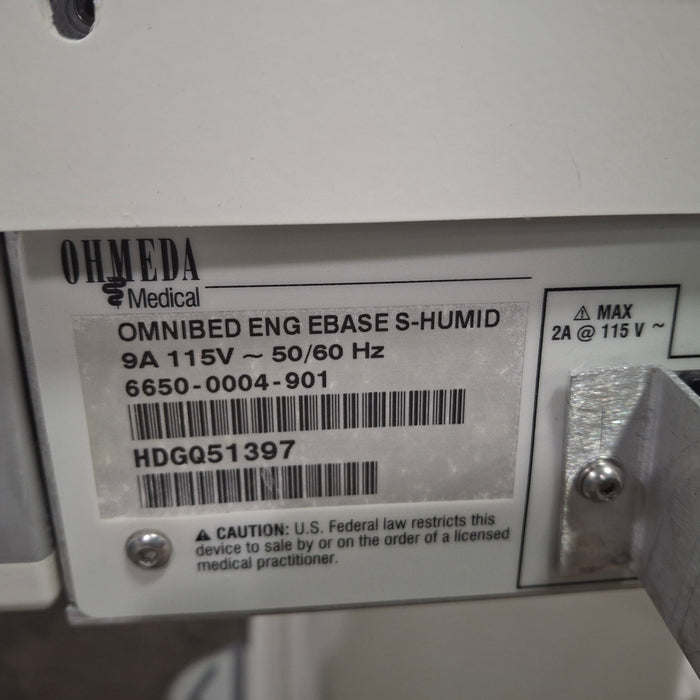 OHMEDA
Medical
OMNIBED ENG EBASE S-HUMID
9A 115V ~ 50/60 Hz
6650-0004-901
HDGQ51397
⚠ CAUTION: U.S. Federal law restricts this
device to sale by or on the order of a licensed
medical practitioner.
⚠ MAX
2A @ 115 V ~